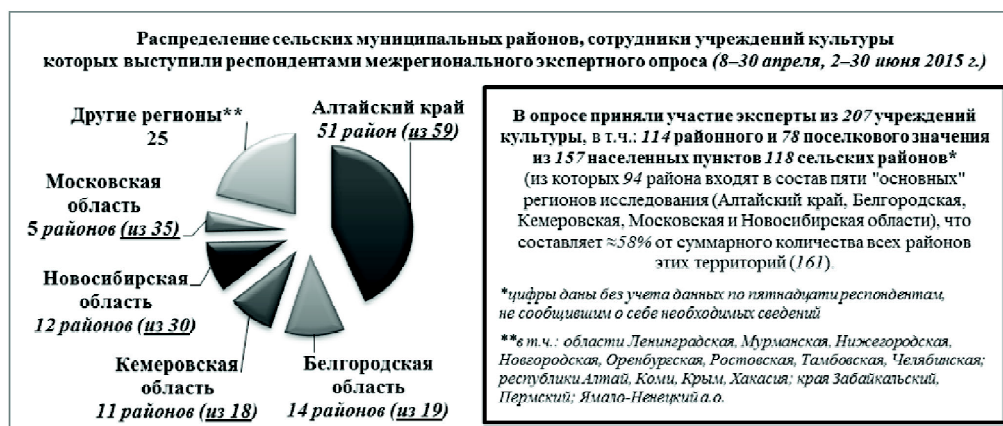 Распределение сельских муниципальных районов, сотрудники учреждений культуры
которых выступили респондентами межрегионального экспертного опроса (8–30 апреля, 2–30 июня 2015 г.)
Другие регионы**
25
Алтайский край
51 район (из 59)
Московская
область
5 районов (из 35)
Новосибирская
область
12 районов (из 30)
Кемеровская
область
11 районов (из 18)
Белгородская
область
14 районов (из 19)
В опросе приняли участие эксперты из 207 учреждений
культуры, в т.ч.: 114 районного и 78 поселкового значения
из 157 населенных пунктов 118 сельских районов*
(из которых 94 района входят в состав пяти "основных"
регионов исследования (Алтайский край, Белгородская,
Кемеровская, Московская и Новосибирская области), что
составляет ≈58% от суммарного количества всех районов
этих территорий (161).
*цифры даны без учета данных по пятнадцати респондентам,
не сообщившим о себе необходимых сведений
**в т.ч.: области Ленинградская, Мурманская, Нижегородская,
Новгородская, Оренбургская, Ростовская, Тамбовская, Челябинская;
республики Алтай, Коми, Крым, Хакасия; края Забайкальский,
Пермский; Ямало-Ненецкий а.о.